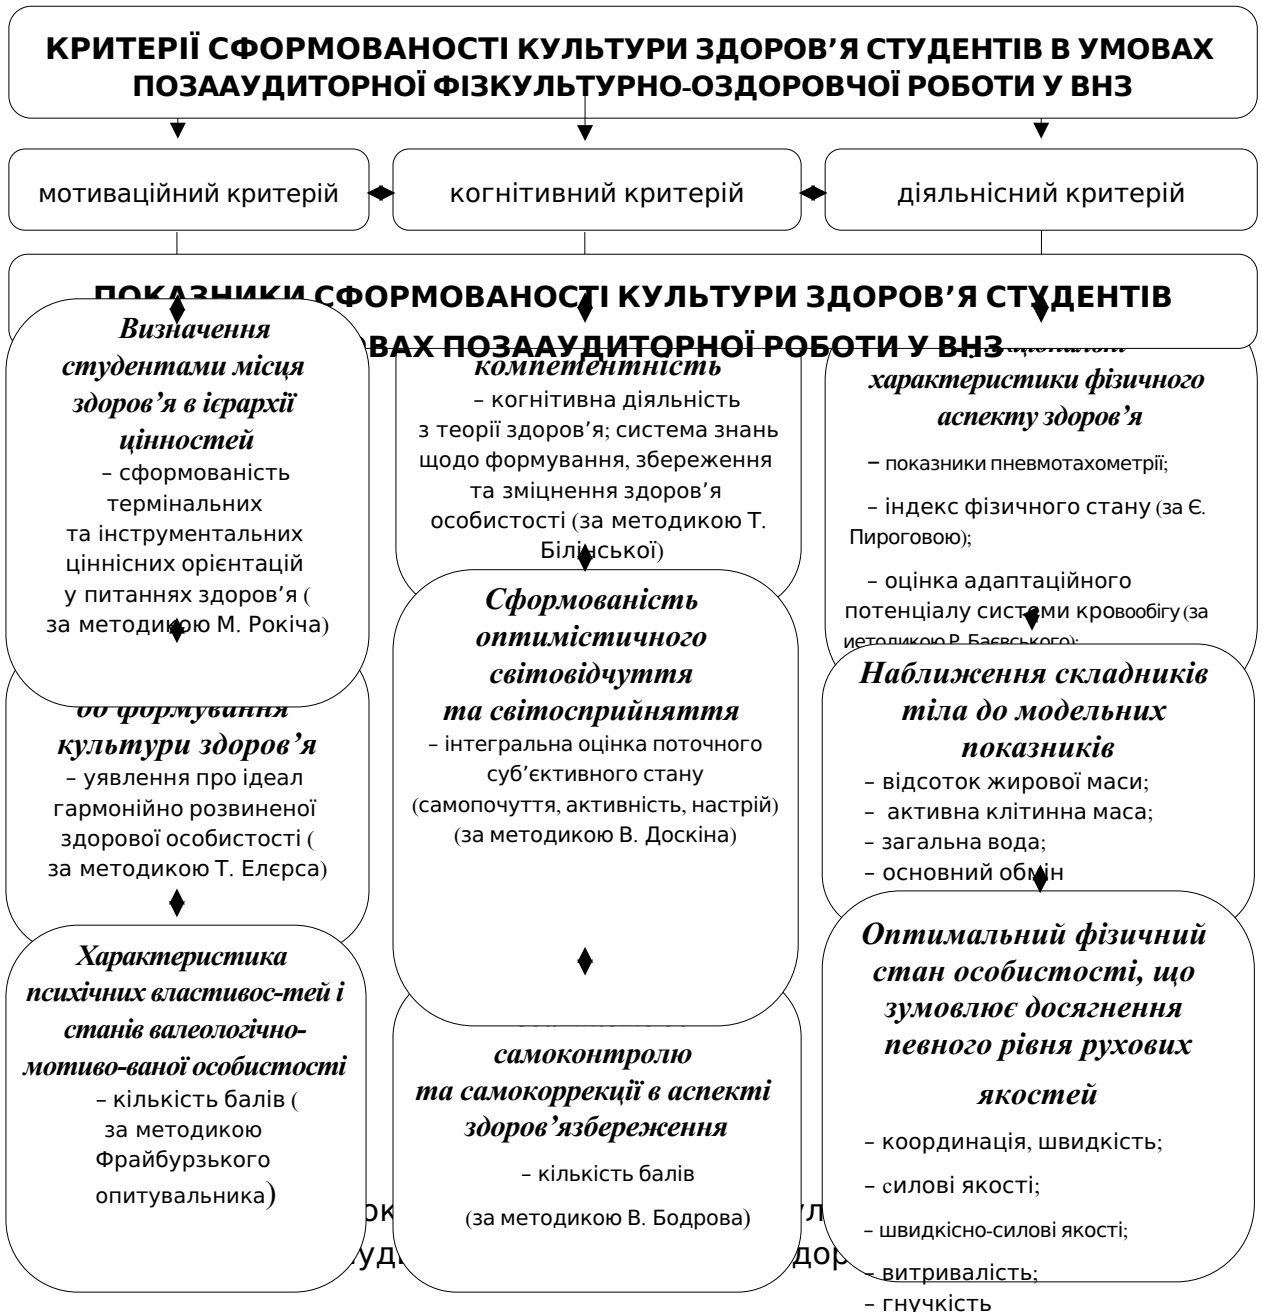 КРИТЕРІЇ СФОРМОВАНОСТІ КУЛЬТУРИ ЗДОРОВ’Я СТУДЕНТІВ В УМОВАХ
ПОЗААУДИТОРНОЇ ФІЗКУЛЬТУРНО-ОЗДОРОВЧОЇ РОБОТИ У ВНЗ
мотиваційний критерій
когнітивний критерій
діяльнісний критерій
ПОКАЗНИКИ СФОРМОВАНОСТІ КУЛЬТУРИ ЗДОРОВ’Я СТУДЕНТІВ
ПОЗААУДИТОРНОЇ РОБОТИ У ВНЗ
Визначення
студентами місця
здоров’я в ієрархії
цінностей
– сформованість
термінальних
та інструментальних
ціннісних орієнтацій
у питаннях здоров’я (
за методикою М. Рокіча)
до формування
культури здоров’я
– уявлення про ідеал
гармонійно розвиненої
здорової особистості (
за методикою Т. Елєрса)
Характеристика
психічних властивос-тей і
станів валеологічно-
мотиво-ваної особистості
– кількість балів (
за методикою
Фрайбурзького
опитувальника)
компетентність
– когнітивна діяльність
з теорії здоров’я; система знань
щодо формування, збереження
та зміцнення здоров’я
особистості (за методикою Т.
Білінської)
Сформованість
оптимістичного
світовідчуття
та світосприйняття
– інтегральна оцінка поточного
суб’єктивного стану
(самопочуття, активність, настрій)
(за методикою В. Доскіна)
самоконтролю
та самокоррекції в аспекті
здоров’язбереження
– кількість балів
(за методикою В. Бодрова)
характеристики фізичного
аспекту здоров’я
– показники пневмотахометрії;
– індекс фізичного стану (за Є.
Пироговою);
– оцінка адаптаційного
потенціалу системи кровообігу (за
методикою Р. Баєвського);
Наближення складників
тіла до модельних
показників
– відсоток жирової маси;
– активна клітинна маса;
– загальна вода;
– основний обмін
Оптимальний фізичний
стан особистості, що
зумовлює досягнення
певного рівня рухових
якостей
– координація, швидкість;
– силові якості;
– швидкісно-силові якості;
– витривалість;
– гнучкість